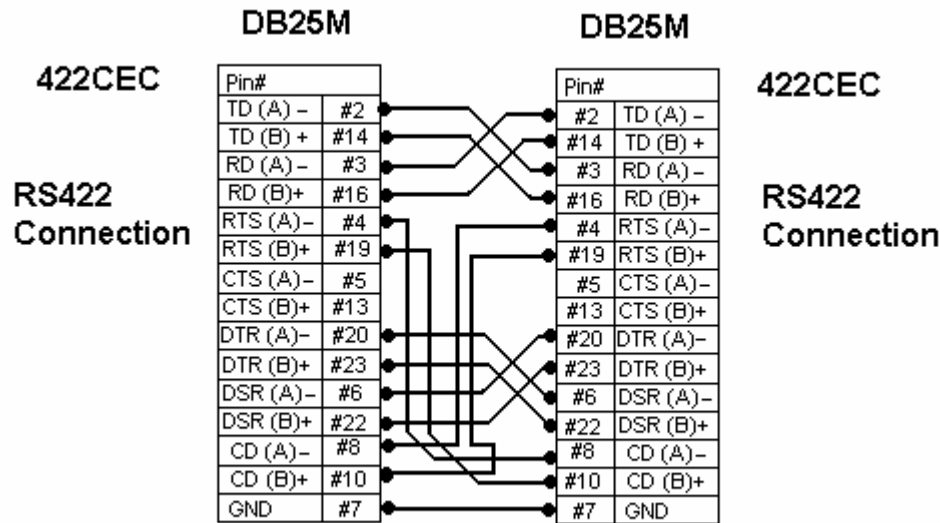 DB25M
DB25M
422CEC
422CEC
RS422
Connection
RS422
Connection
Pin#
TD (A) – #2
TD (B) + #14
RD (A) – #3
RD (B)+ #16
RTS (A)– #4
RTS (B)+ #19
CTS (A)– #5
CTS (B)+ #13
DTR (A)– #20
DTR (B)+ #23
DSR (A)– #6
DSR (B)+ #22
CD (A)– #8
CD (B)+ #10
GND #7
Pin#
#2 TD (A) –
#14 TD (B) +
#3 RD (A) –
#16 RD (B)+
#4 RTS (A)–
#19 RTS (B)+
#5 CTS (A)–
#13 CTS (B)+
#20 DTR (A)–
#23 DTR (B)+
#6 DSR (A)–
#22 DSR (B)+
#8 CD (A)–
#10 CD (B)+
#7 GND